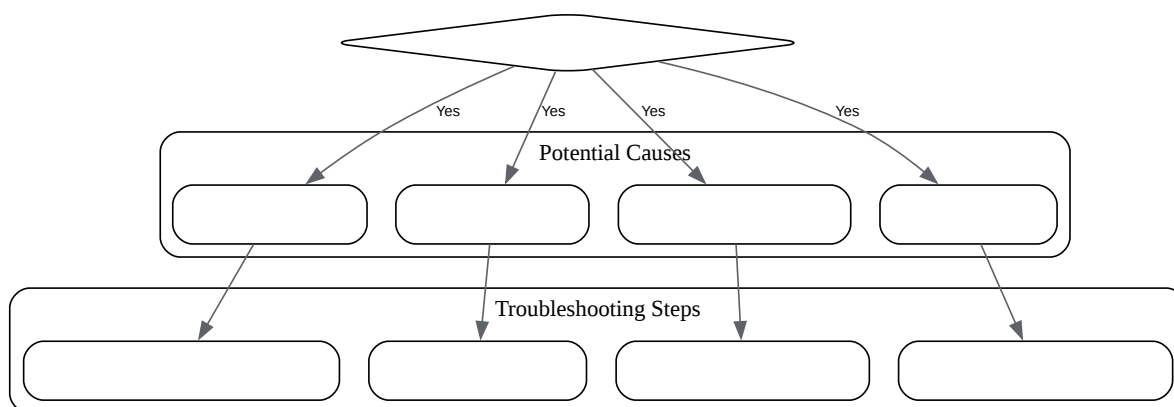 Yes
Yes
Yes
Yes
Potential Causes
Troubleshooting Steps